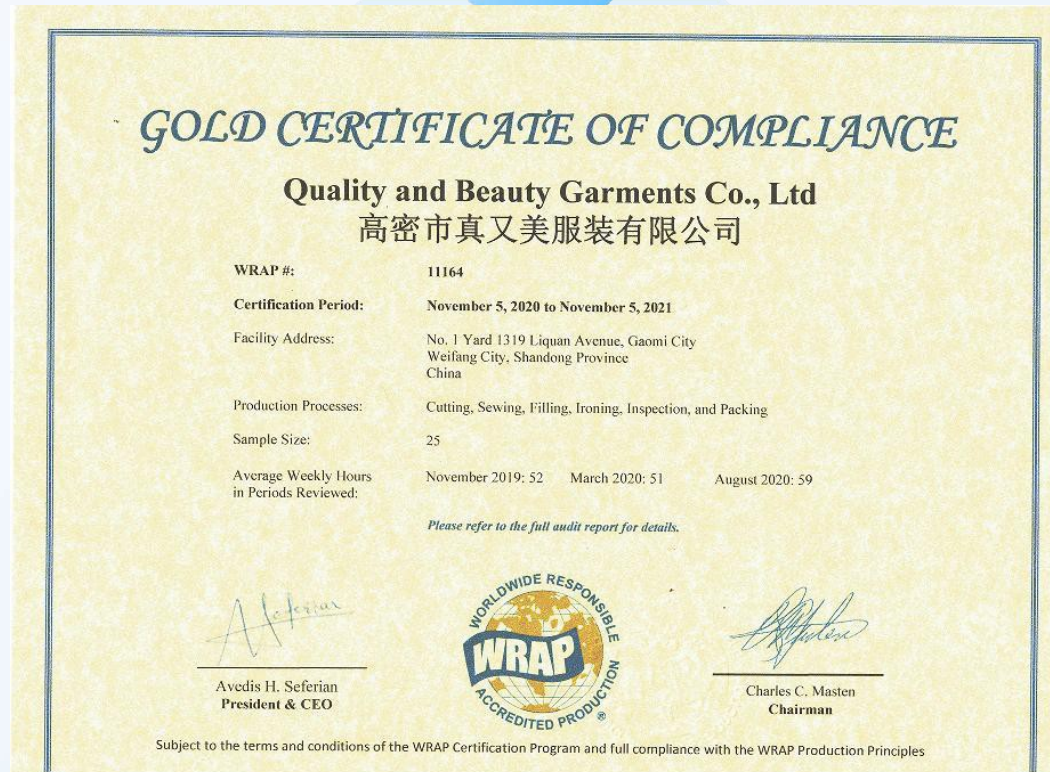 GOLD CERTIFICATE OF COMPLIANCE
Quality and Beauty Garments Co., Ltd
高密市真又美服装有限公司
WRAP #: 11164
Certification Period: November 5, 2020 to November 5, 2021
Facility Address: No. 1 Yard 1319 Liquan Avenue, Gaomi City
Weifang City, Shandong Province
China
Production Processes: Cutting, Sewing, Filling, Ironing, Inspection, and Packing
Sample Size: 25
Average Weekly Hours November 2019: 52 March 2020: 51 August 2020: 59
in Periods Reviewed:
Please refer to the full audit report for details.
WORLDWIDE RESPONSIBLE
WRAP
ACCREDITED PRODUCTION ®
Avedis H. Seferian
President & CEO
Charles C. Masten
Chairman
Subject to the terms and conditions of the WRAP Certification Program and full compliance with the WRAP Production Principles